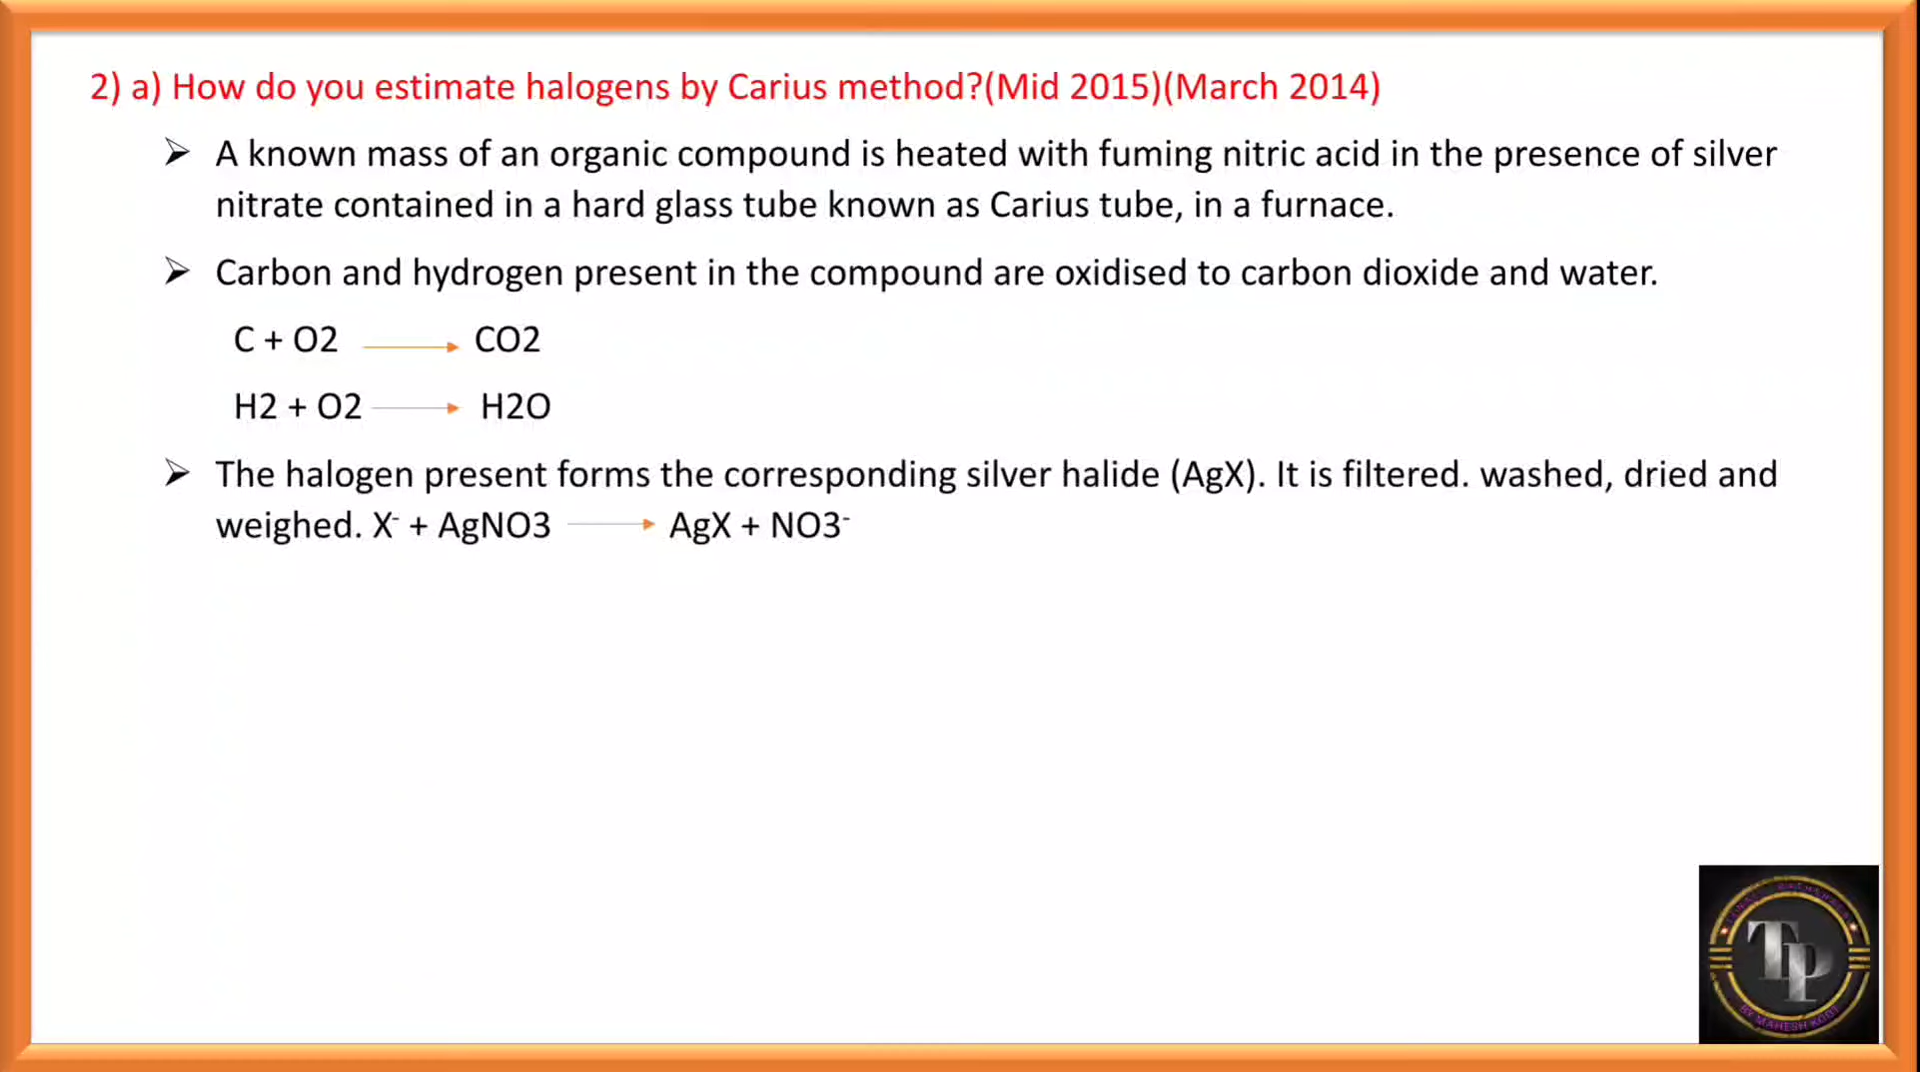 2) a) How do you estimate halogens by Carius method?(Mid 2015)(March 2014)
➢ A known mass of an organic compound is heated with fuming nitric acid in the presence of silver
nitrate contained in a hard glass tube known as Carius tube, in a furnace.
➢ Carbon and hydrogen present in the compound are oxidised to carbon dioxide and water.
C + O2 → CO2
H2 + O2 → H2O
➢ The halogen present forms the corresponding silver halide (AgX). It is filtered. washed, dried and
weighed. X⁻ + AgNO3 → AgX + NO3⁻
TP
BY MAHESH